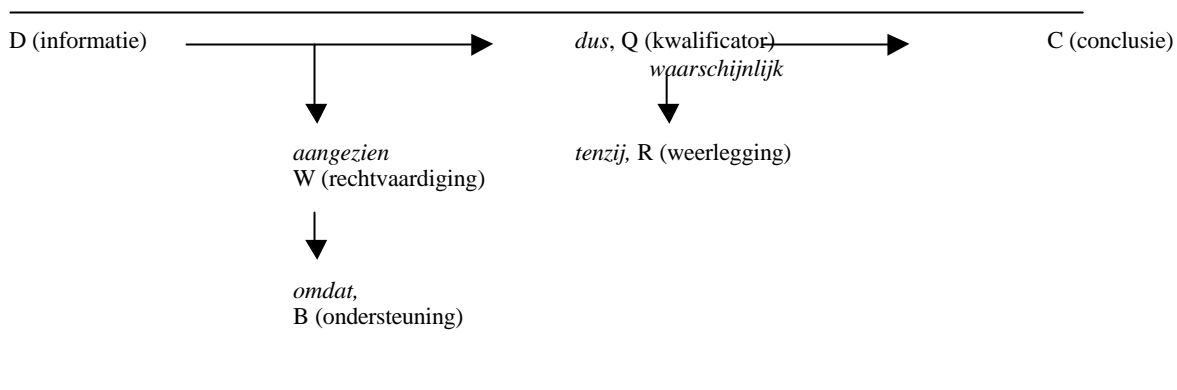 D (informatie)
dus, Q (kwalificator)
C (conclusie)
waarschijnlijk
aangezien
W (rechtvaardiging)
tenzij, R (weerlegging)
omdat,
B (ondersteuning)